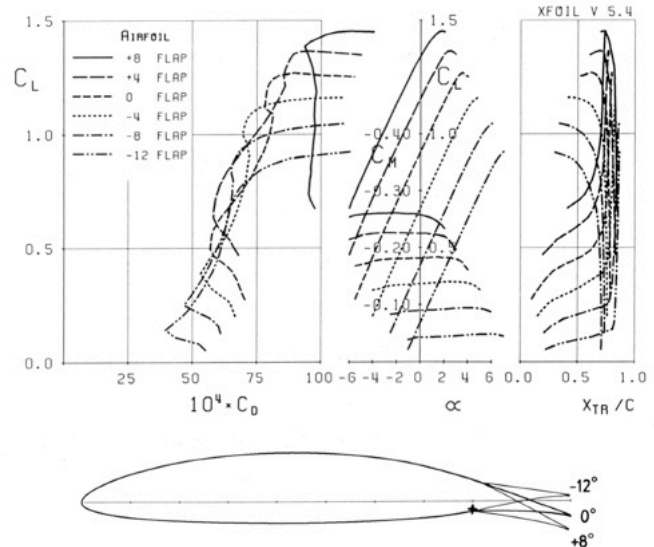 XFOIL V 5.4
1.5
AIRFOIL
+8 FLAP
+4 FLAP
0 FLAP
-4 FLAP
-8 FLAP
-12 FLAP
C_L
1.0
0.5
0.0
25
50
75
100
10⁴*C_D
1.5
C_L
-0.40
1.0
C_M
-0.30
-0.20
0.5
-0.10
-6
-4
-2
0
2
4
6
∝
0.0
0.5
1.0
X_TR/C
-12°
0°
+8°